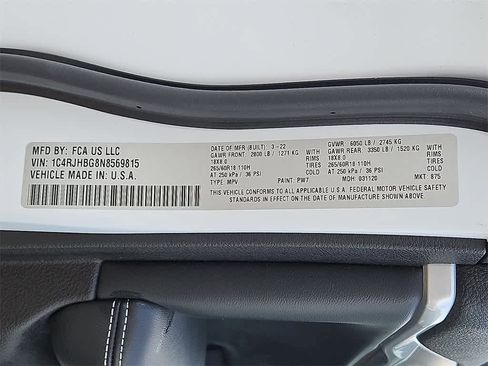 MFD BY: FCA US LLC
VIN: 1C4RJHBG8N8569815
VEHICLE MADE IN: U.S.A.
DATE OF MFR (BUILT): 3-22
GAWR FRONT: 2800 LB / 1271 KG
18X8.0 RIMS WITH
265/60R18 110H TIRES
AT 250 kPa / 36 PSI COLD
TYPE: MPV PAINT: PW7
GVWR : 6050 LB / 2745 KG
GAWR REAR: 3350 LB / 1520 KG
18X8.0 RIMS WITH
265/60R18 110H TIRES
AT 250 kPa / 36 PSI COLD
MDH: 031120 MKT: 875
THIS VEHICLE CONFORMS TO ALL APPLICABLE U.S.A. FEDERAL MOTOR VEHICLE SAFETY
STANDARDS IN EFFECT ON THE DATE OF MANUFACTURE SHOWN ABOVE.